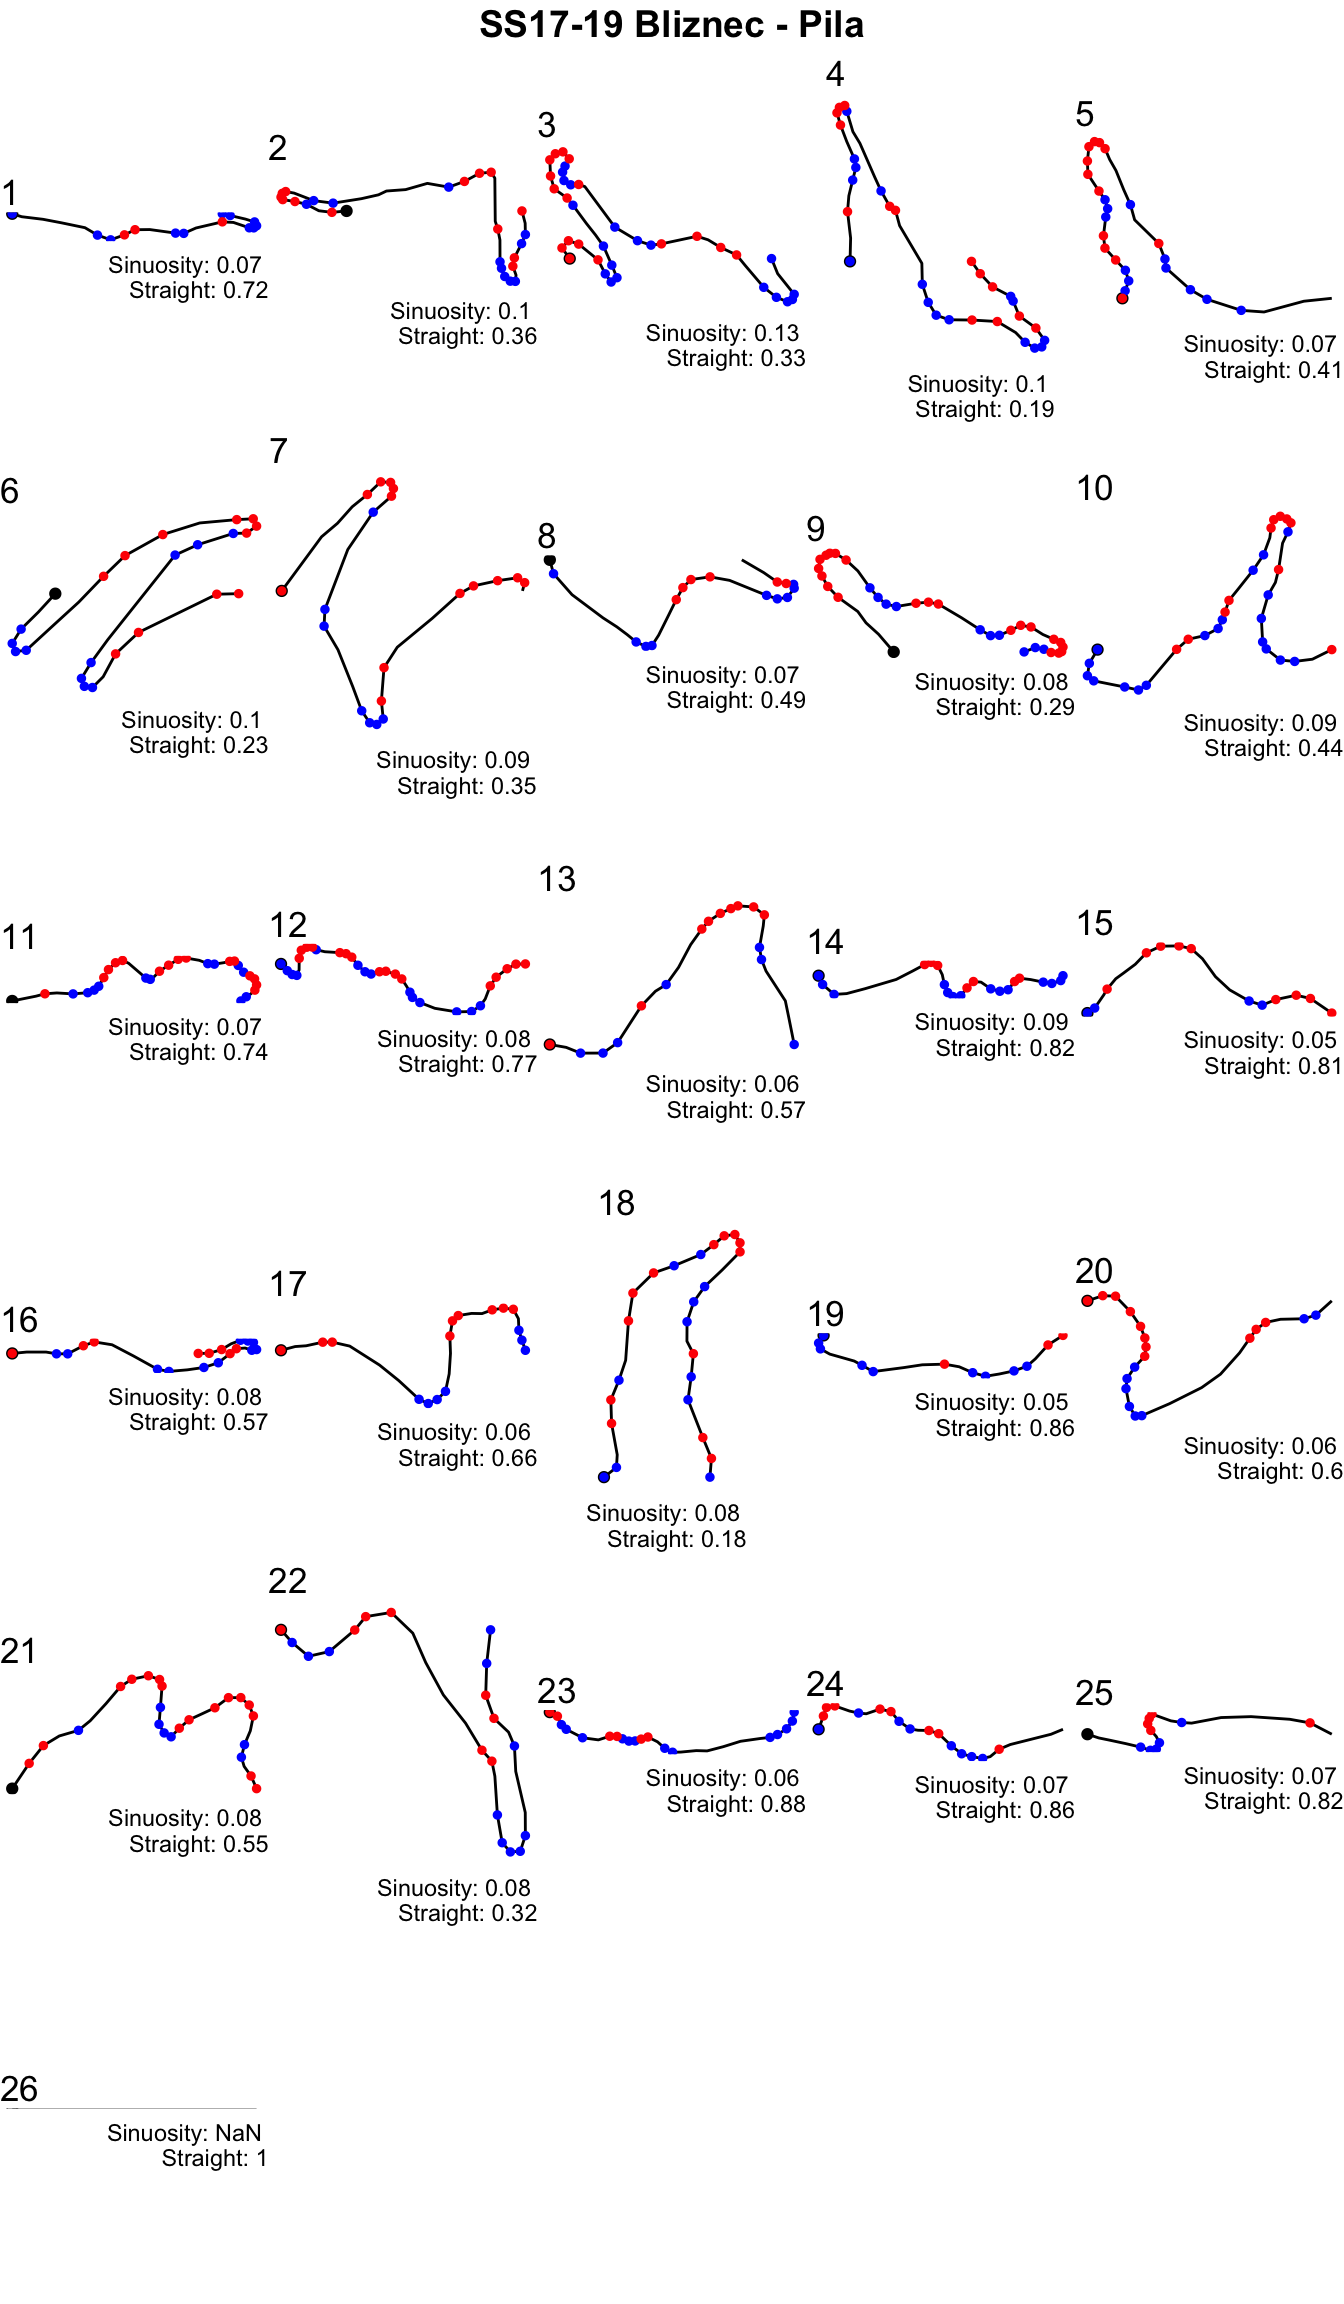 SS17-19 Bliznec - Pila
1
Sinuosity: 0.07
Straight: 0.72
2
Sinuosity: 0.1
Straight: 0.36
3
Sinuosity: 0.13
Straight: 0.33
4
Sinuosity: 0.1
Straight: 0.19
5
Sinuosity: 0.07
Straight: 0.41
6
Sinuosity: 0.1
Straight: 0.23
7
Sinuosity: 0.09
Straight: 0.35
8
Sinuosity: 0.07
Straight: 0.49
9
Sinuosity: 0.08
Straight: 0.29
10
Sinuosity: 0.09
Straight: 0.44
11
Sinuosity: 0.07
Straight: 0.74
12
Sinuosity: 0.08
Straight: 0.77
13
Sinuosity: 0.06
Straight: 0.57
14
Sinuosity: 0.09
Straight: 0.82
15
Sinuosity: 0.05
Straight: 0.81
16
Sinuosity: 0.08
Straight: 0.57
17
Sinuosity: 0.06
Straight: 0.66
18
Sinuosity: 0.08
Straight: 0.18
19
Sinuosity: 0.05
Straight: 0.86
20
Sinuosity: 0.06
Straight: 0.6
21
Sinuosity: 0.08
Straight: 0.55
22
Sinuosity: 0.08
Straight: 0.32
23
Sinuosity: 0.06
Straight: 0.88
24
Sinuosity: 0.07
Straight: 0.86
25
Sinuosity: 0.07
Straight: 0.82
26
Sinuosity: NaN
Straight: 1